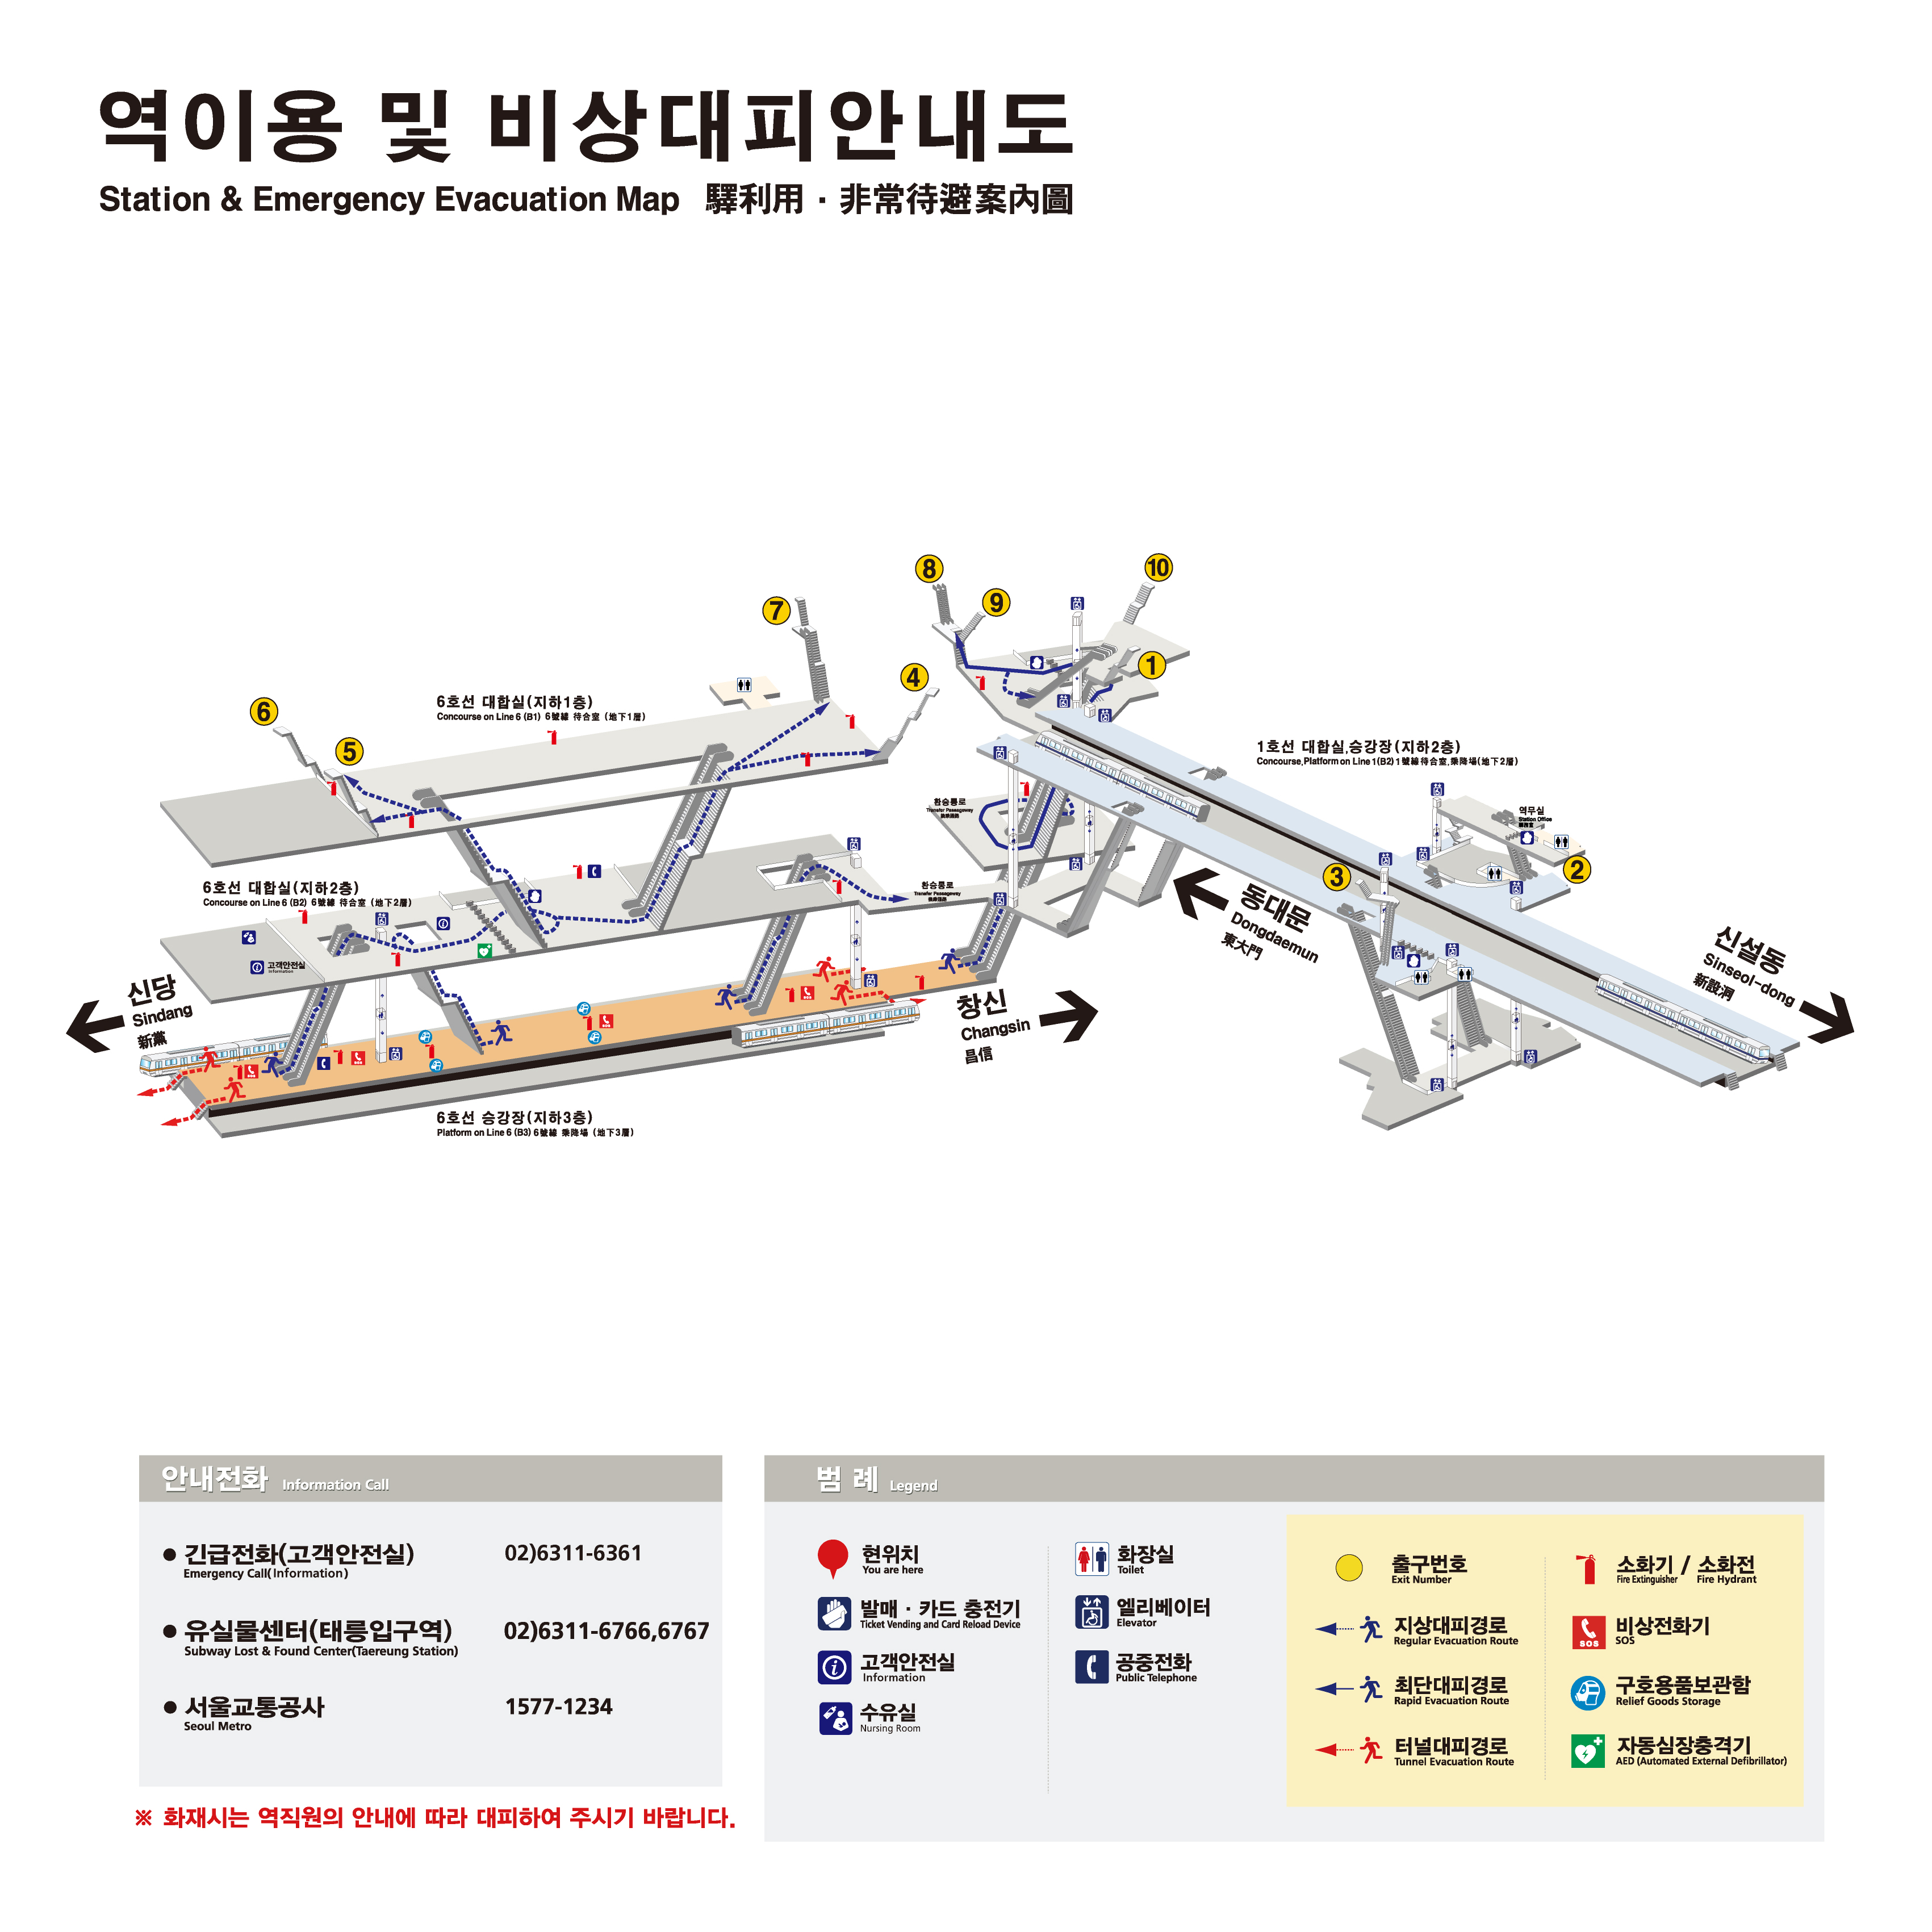 역이용 및 비상대피안내도
Station & Emergency Evacuation Map 驛利用 · 非常待避案內圖
8
10
9
7
1
4
6
5
6호선 대합실(지하1층)
Concourse on Line 6 (B1) 6號線 待合室 (地下1層)
1호선 대합실,승강장(지하2층)
Concourse,Platform on Line 1(B2) 1號線待合室,乘降場(地下2層)
환승통로
Transfer Passageway
역무실
Station Office
2
3
6호선 대합실(지하2층)
Concourse on Line 6 (B2) 6號線 待合室 (地下2層)
환승통로
Transfer Passageway
동대문
Dongdaemun
東大門
신설동
Sinseol-dong
新設洞
고객안전실
Information
신당
Sindang
新黨
창신
Changsin
昌信
6호선 승강장(지하3층)
Platform on Line 6 (B3) 6號線 乘降場 (地下3層)
안내전화 Information Call
긴급전화(고객안전실) 02)6311-6361
Emergency Call(Information)
유실물센터(태릉입구역) 02)6311-6766,6767
Subway Lost & Found Center(Taereung Station)
서울교통공사 1577-1234
Seoul Metro
※ 화재시는 역직원의 안내에 따라 대피하여 주시기 바랍니다.
범 례 Legend
현위치
You are here
발매 · 카드 충전기
Ticket Vending and Card Reload Device
고객안전실
Information
수유실
Nursing Room
화장실
Toilet
엘리베이터
Elevator
공중전화
Public Telephone
출구번호
Exit Number
지상대피경로
Regular Evacuation Route
최단대피경로
Rapid Evacuation Route
터널대피경로
Tunnel Evacuation Route
소화기 / 소화전
Fire Extinguisher Fire Hydrant
SOS
비상전화기
SOS
구호용품보관함
Relief Goods Storage
자동심장충격기
AED (Automated External Defibrillator)